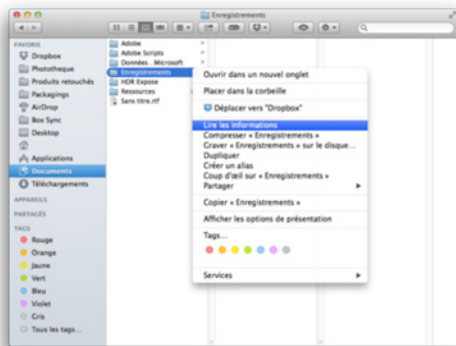 Enregistrements
FAVORIS
Dropbox
Photothèque
Produits retouchés
Packagings
AirDrop
Box Sync
Desktop
Applications
Documents
Téléchargements
APPAREILS
PARTAGÉS
TAGS
Rouge
Orange
Jaune
Vert
Bleu
Violet
Gris
Tous les tags...
Adobe
Adobe Scripts
Données...Microsoft
Enregistrements
HDR Expose
Ressources
Sans titre.rtf
Ouvrir dans un nouvel onglet
Placer dans la corbeille
Déplacer vers "Dropbox"
Lire les informations
Compresser « Enregistrements »
Graver « Enregistrements » sur le disque...
Dupliquer
Créer un alias
Coup d'œil sur « Enregistrements »
Partager
Copier « Enregistrements »
Afficher les options de présentation
Tags...
Services